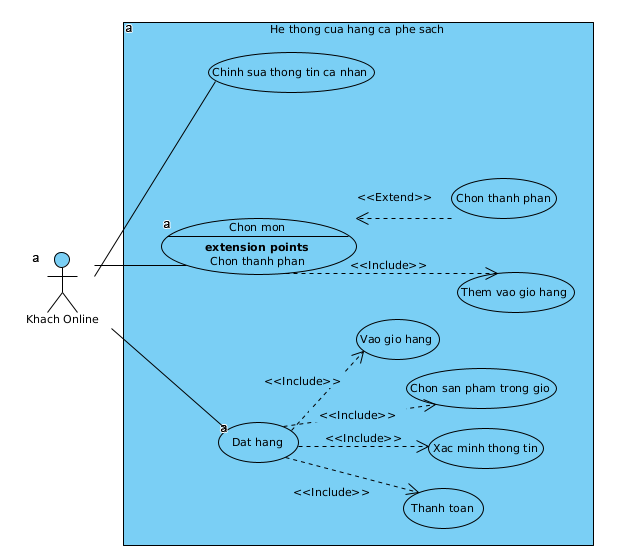 a
He thong cua hang ca phe sach
Chinh sua thong tin ca nhan
<<Extend>>
Chon thanh phan
a
Chon mon
extension points
Chon thanh phan
<<Include>>
Them vao gio hang
a
Khach Online
Vao gio hang
<<Include>>
Chon san pham trong gio
<<Include>>
a
Dat hang
<<Include>>
Xac minh thong tin
<<Include>>
Thanh toan